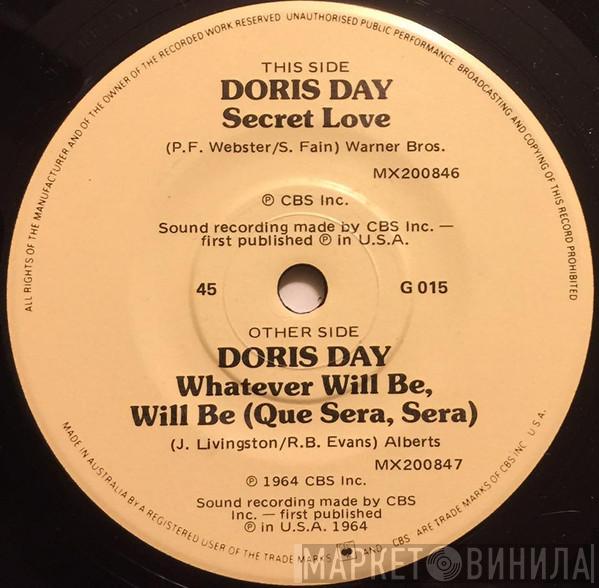 ALL RIGHTS OF THE MANUFACTURER AND OF THE OWNER OF THE RECORDED WORK RESERVED UNAUTHORISED PUBLIC PERFORMANCE BROADCASTING AND COPYING OF THIS RECORD PROHIBITED
THIS SIDE
DORIS DAY
Secret Love
(P.F. Webster/S. Fain) Warner Bros.
MX200846
℗ CBS Inc.
Sound recording made by CBS Inc. —
first published ℗ in U.S.A.
45 G 015
OTHER SIDE
DORIS DAY
Whatever Will Be,
Will Be (Que Sera, Sera)
(J. Livingston/R.B. Evans) Alberts
MX200847
℗ 1964 CBS Inc.
Sound recording made by CBS
Inc. — first published
℗ in U.S.A. 1964
MADE IN AUSTRALIA BY A REGISTERED USER OF THE TRADE MARKS AND CBS ARE TRADE MARKS OF CBS INC U.S.A.
МАРКЕТ ВИНИЛА